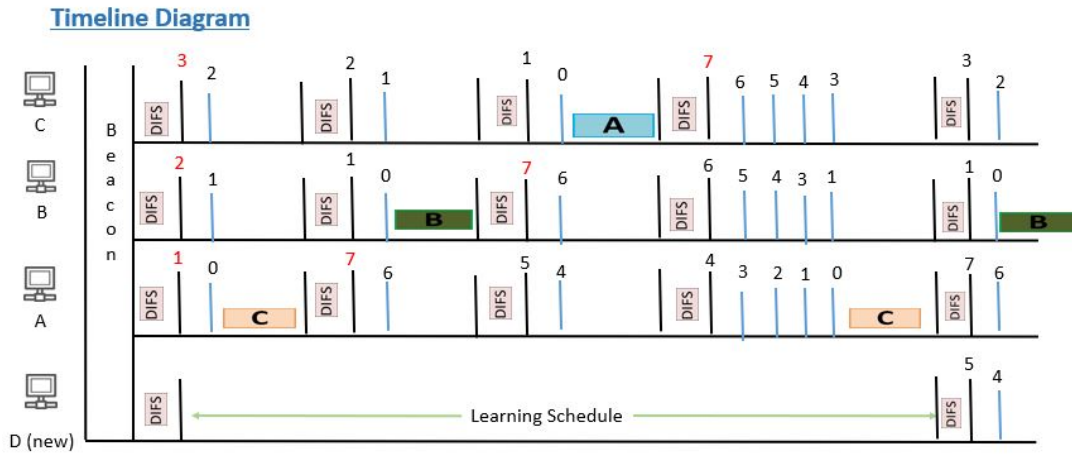 Timeline Diagram
3 2 2 1 1 0 7 6 5 4 3 3 2
DIFS DIFS DIFS A DIFS DIFS
C
Beacon
2 1 1 0 7 6 6 5 4 3 1 1 0
DIFS DIFS B DIFS DIFS DIFS B
B
1 0 7 6 5 4 4 3 2 1 0 7 6
DIFS C DIFS DIFS DIFS C DIFS
A
5 4
DIFS Learning Schedule DIFS
D (new)